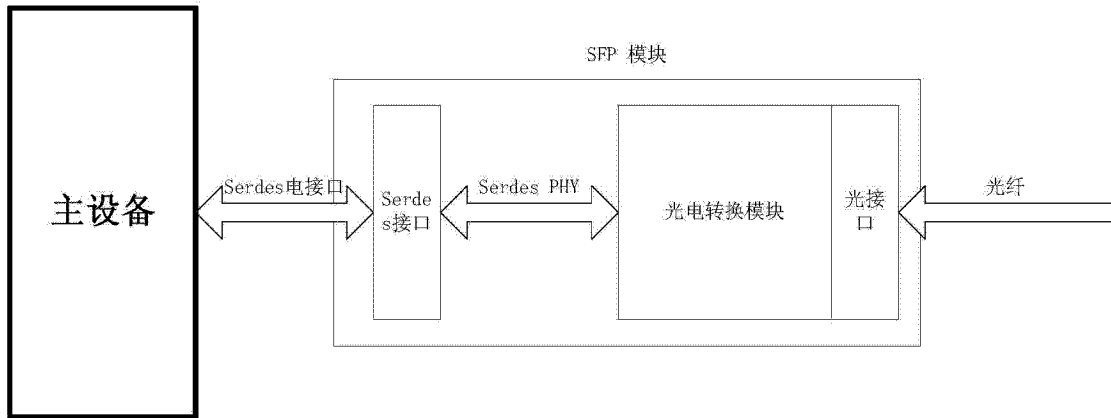 SFP 模块
主设备
Serdes电接口
Serde
s接口
Serdes PHY
光电转换模块
光接
口
光纤